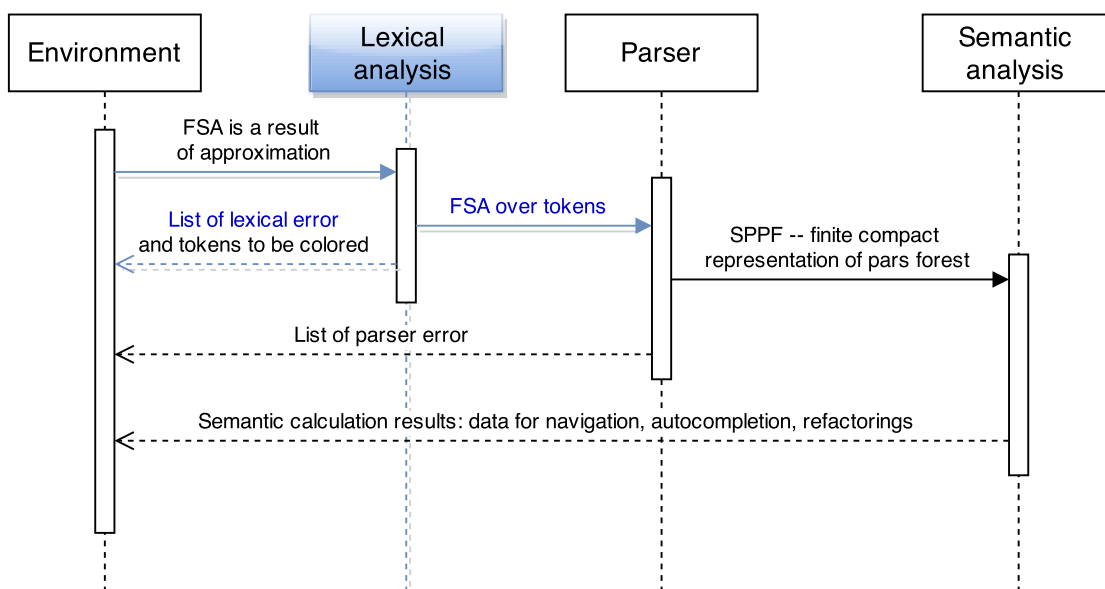 Environment
Lexical
analysis
Parser
Semantic
analysis
FSA is a result
of approximation
List of lexical error
and tokens to be colored
FSA over tokens
SPPF -- finite compact
representation of pars forest
List of parser error
Semantic calculation results: data for navigation, autocompletion, refactorings